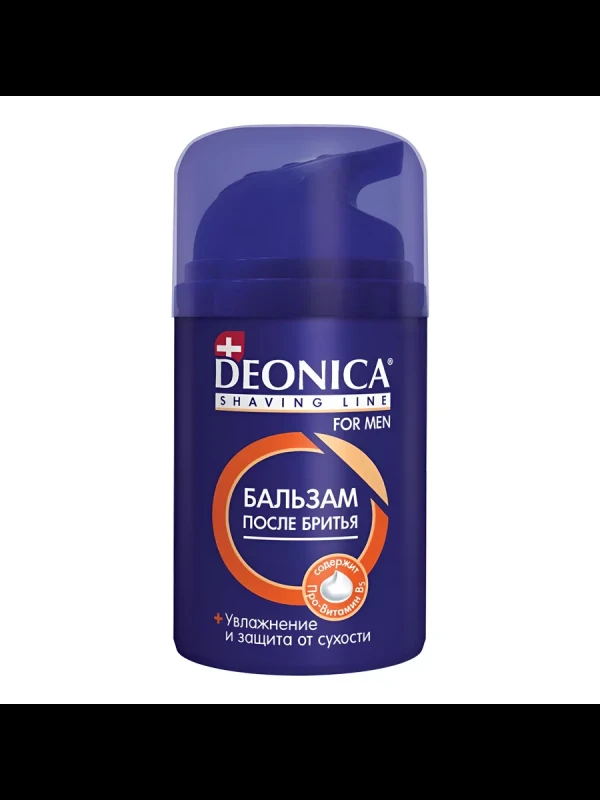 DEONICA®
SHAVING LINE
FOR MEN
БАЛЬЗАМ
ПОСЛЕ БРИТЬЯ
содержит
Про-Витамин B5
+Увлажнение
и защита от сухости